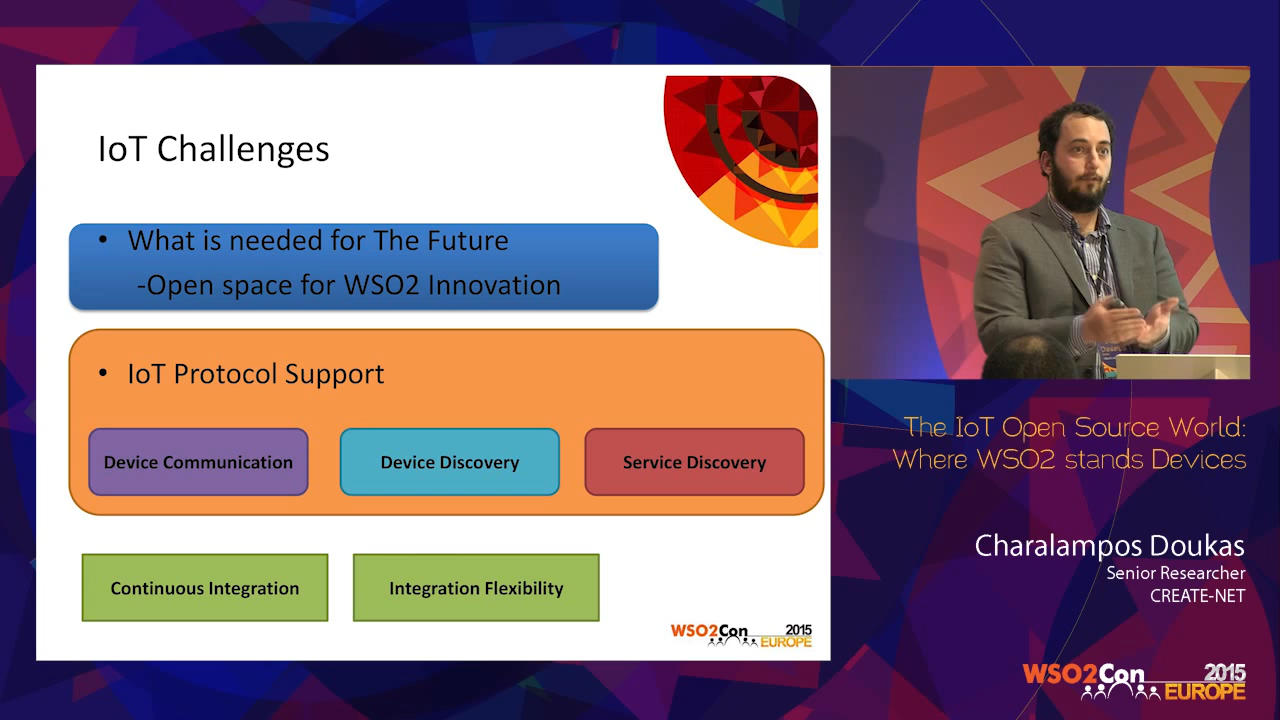 IoT Challenges
• What is needed for The Future
-Open space for WSO2 Innovation
• IoT Protocol Support
Device Communication
Device Discovery
Service Discovery
Continuous Integration
Integration Flexibility
WSO2Con 2015
EUROPE
The IoT Open Source World:
Where WSO2 stands Devices
Charalampos Doukas
Senior Researcher
CREATE-NET
WSO2Con 2015
EUROPE